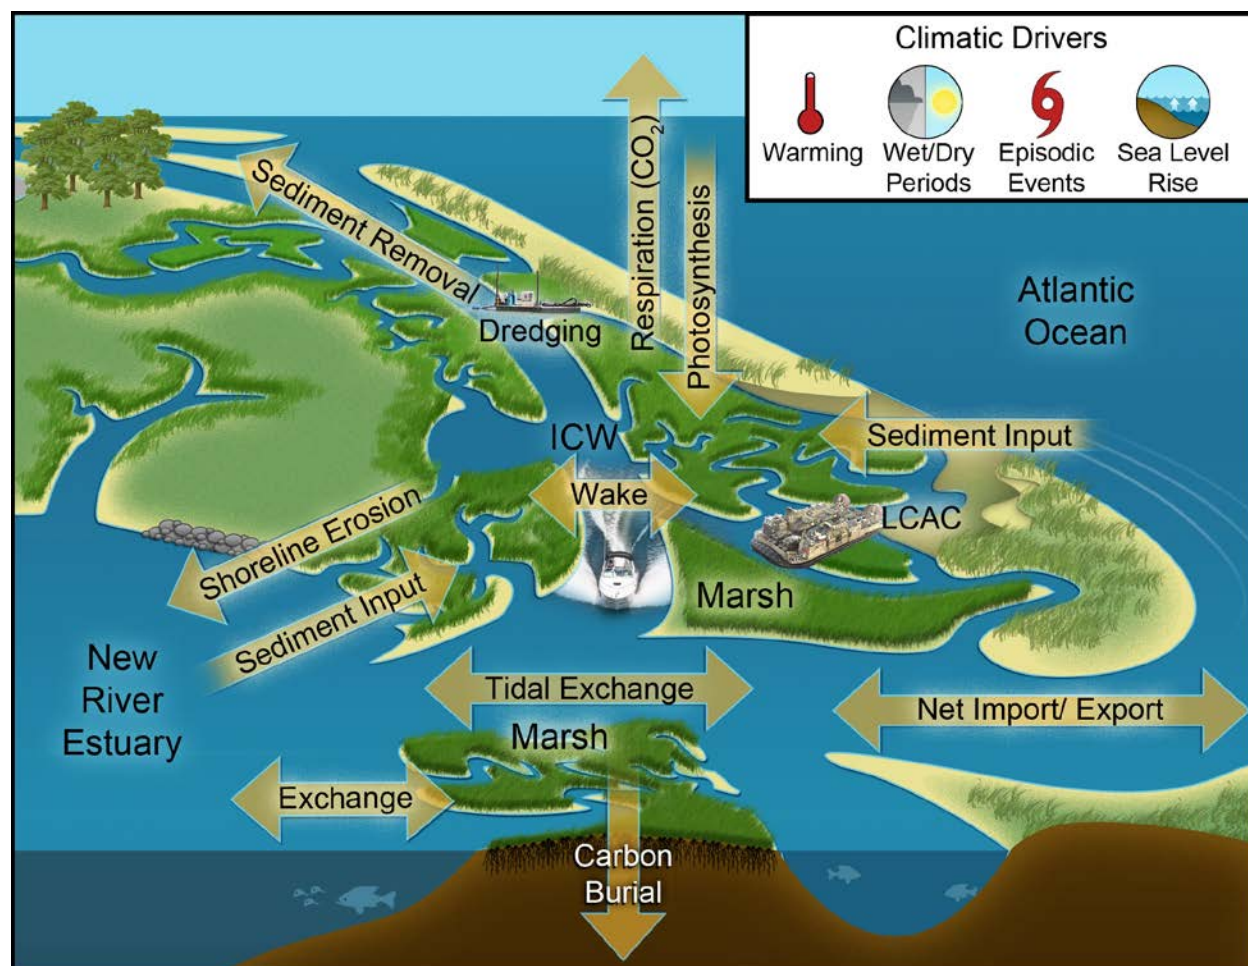 Climatic Drivers
Warming
Wet/Dry
Periods
Episodic
Events
Sea Level
Rise
Respiration (CO₂)
Photosynthesis
Sediment Removal
Dredging
Atlantic
Ocean
ICW
Sediment Input
Wake
LCAC
Shoreline Erosion
Sediment Input
Marsh
New
River
Estuary
Tidal Exchange
Net Import/ Export
Marsh
Exchange
Carbon
Burial